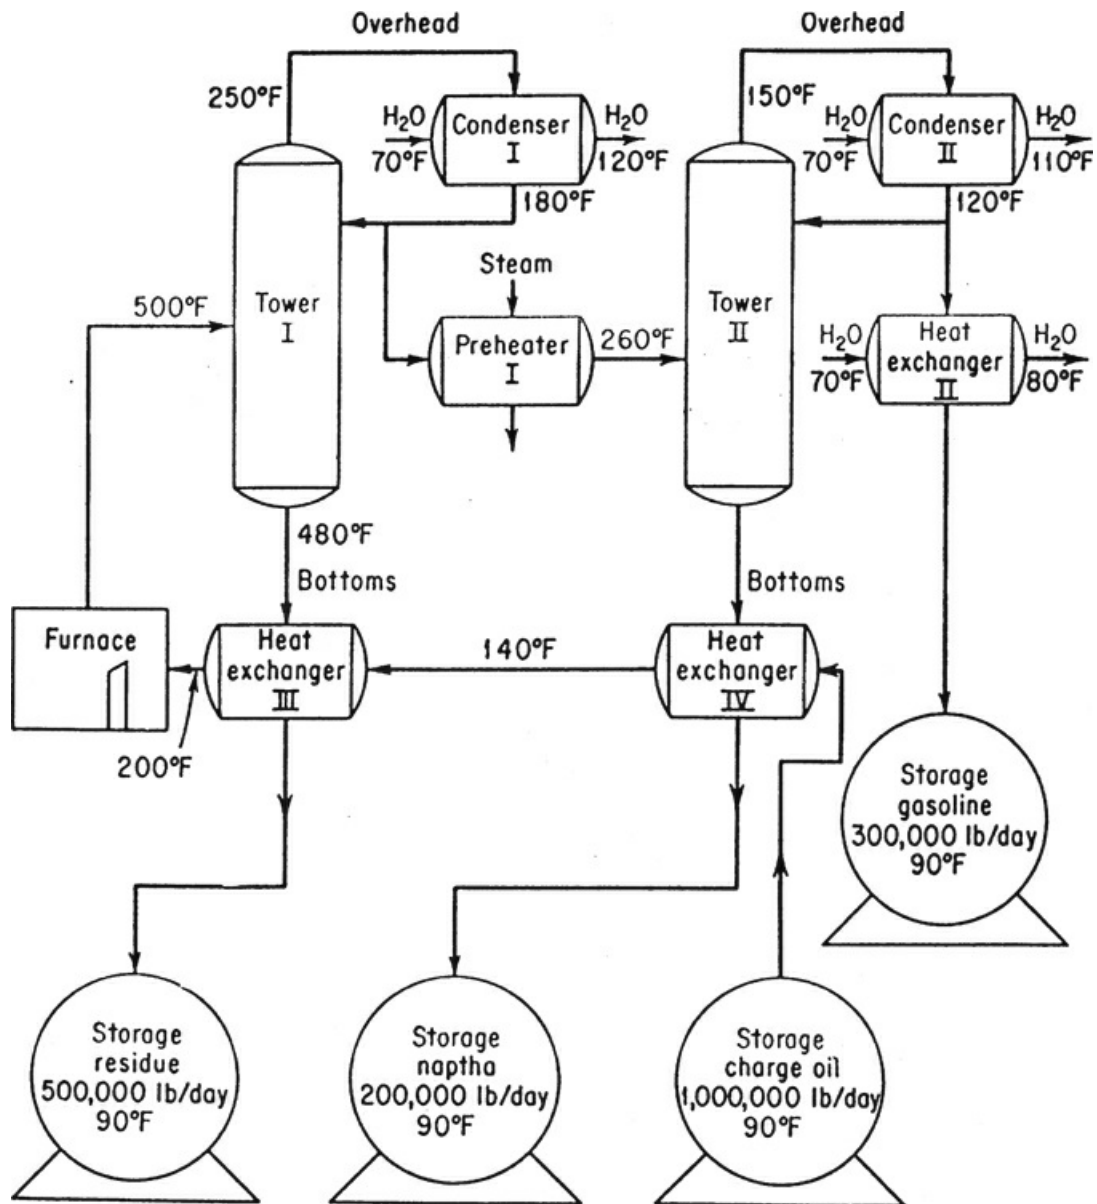 Overhead
Overhead
250°F
150°F
H₂O
Condenser
I
H₂O
70°F
120°F
H₂O
Condenser
II
H₂O
70°F
110°F
180°F
120°F
Steam
500°F
Tower
I
Preheater
I
260°F
Tower
II
H₂O
Heat
exchanger
II
H₂O
70°F
80°F
480°F
Bottoms
Bottoms
Furnace
Heat
exchanger
III
140°F
Heat
exchanger
IV
200°F
Storage
gasoline
300,000 lb/day
90°F
Storage
residue
500,000 lb/day
90°F
Storage
naptha
200,000 lb/day
90°F
Storage
charge oil
1,000,000 lb/day
90°F